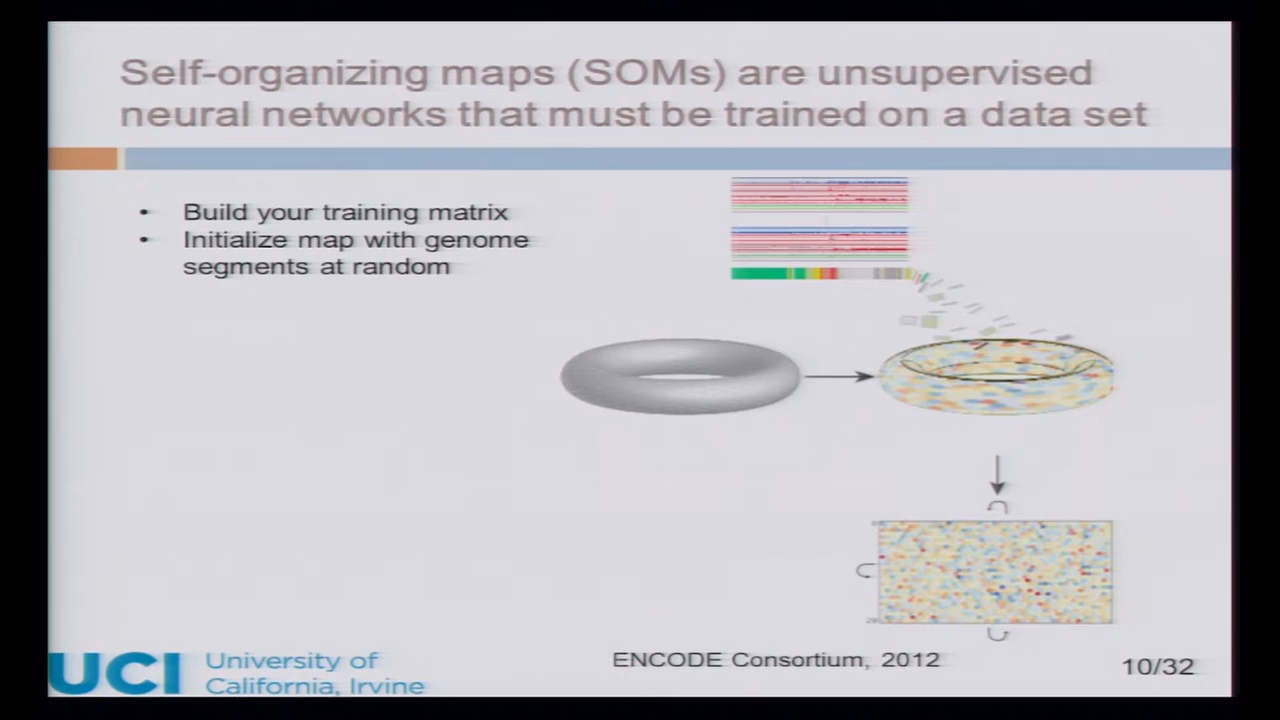 Self-organizing maps (SOMs) are unsupervised
neural networks that must be trained on a data set
• Build your training matrix
• Initialize map with genome
segments at random
ENCODE Consortium, 2012
10/32
UCI University of
California, Irvine